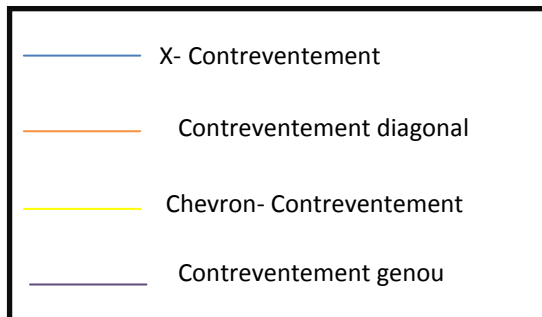 X- Contreventement
Contreventement diagonal
Chevron- Contreventement
Contreventement genou